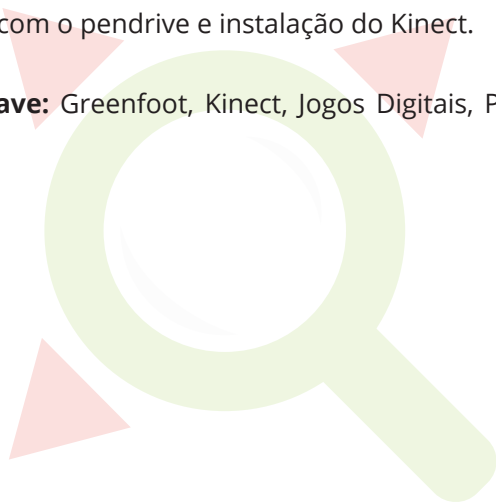 com o pendrive e instalação do Kinect.
ave: Greenfoot, Kinect, Jogos Digitais, P